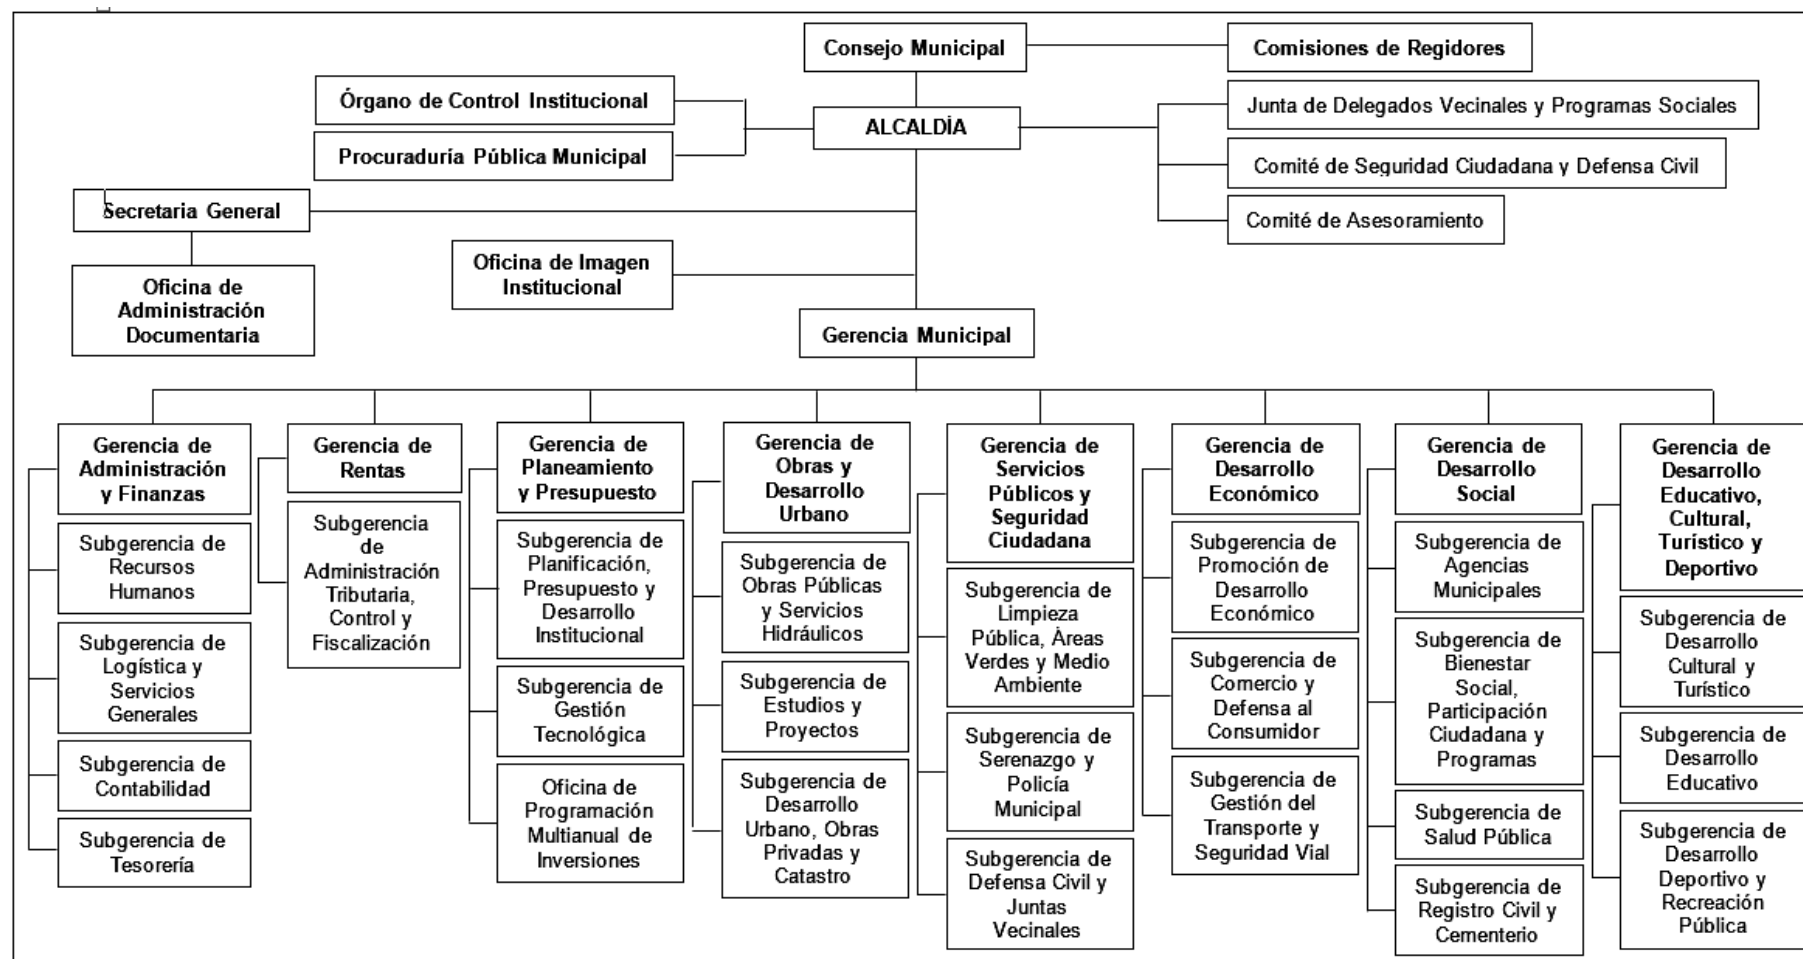 Consejo Municipal
Comisiones de Regidores
Órgano de Control Institucional
Junta de Delegados Vecinales y Programas Sociales
ALCALDÍA
Procuraduría Pública Municipal
Comité de Seguridad Ciudadana y Defensa Civil
Secretaria General
Comité de Asesoramiento
Oficina de Imagen
Institucional
Oficina de
Administración
Documentaria
Gerencia Municipal
Gerencia de
Administración
y Finanzas
Subgerencia de
Recursos
Humanos
Subgerencia de
Logística y
Servicios
Generales
Subgerencia de
Contabilidad
Subgerencia de
Tesorería
Gerencia de
Rentas
Subgerencia
de
Administración
Tributaria,
Control y
Fiscalización
Gerencia de
Planeamiento
y Presupuesto
Subgerencia de
Planificación,
Presupuesto y
Desarrollo
Institucional
Subgerencia de
Gestión
Tecnológica
Oficina de
Programación
Multianual de
Inversiones
Gerencia de
Obras y
Desarrollo
Urbano
Subgerencia de
Obras Públicas
y Servicios
Hidráulicos
Subgerencia de
Estudios y
Proyectos
Subgerencia de
Desarrollo
Urbano, Obras
Privadas y
Catastro
Gerencia de
Servicios
Públicos y
Seguridad
Ciudadana
Subgerencia de
Limpieza
Pública, Áreas
Verdes y Medio
Ambiente
Subgerencia de
Serenazgo y
Policía
Municipal
Subgerencia de
Defensa Civil y
Juntas
Vecinales
Gerencia de
Desarrollo
Económico
Subgerencia de
Promoción de
Desarrollo
Económico
Subgerencia de
Comercio y
Defensa al
Consumidor
Subgerencia de
Gestión del
Transporte y
Seguridad Vial
Gerencia de
Desarrollo
Social
Subgerencia de
Agencias
Municipales
Subgerencia de
Bienestar
Social,
Participación
Ciudadana y
Programas
Subgerencia de
Salud Pública
Subgerencia de
Registro Civil y
Cementerio
Gerencia de
Desarrollo
Educativo,
Cultural,
Turístico y
Deportivo
Subgerencia de
Desarrollo
Cultural y
Turístico
Subgerencia de
Desarrollo
Educativo
Subgerencia de
Desarrollo
Deportivo y
Recreación
Pública